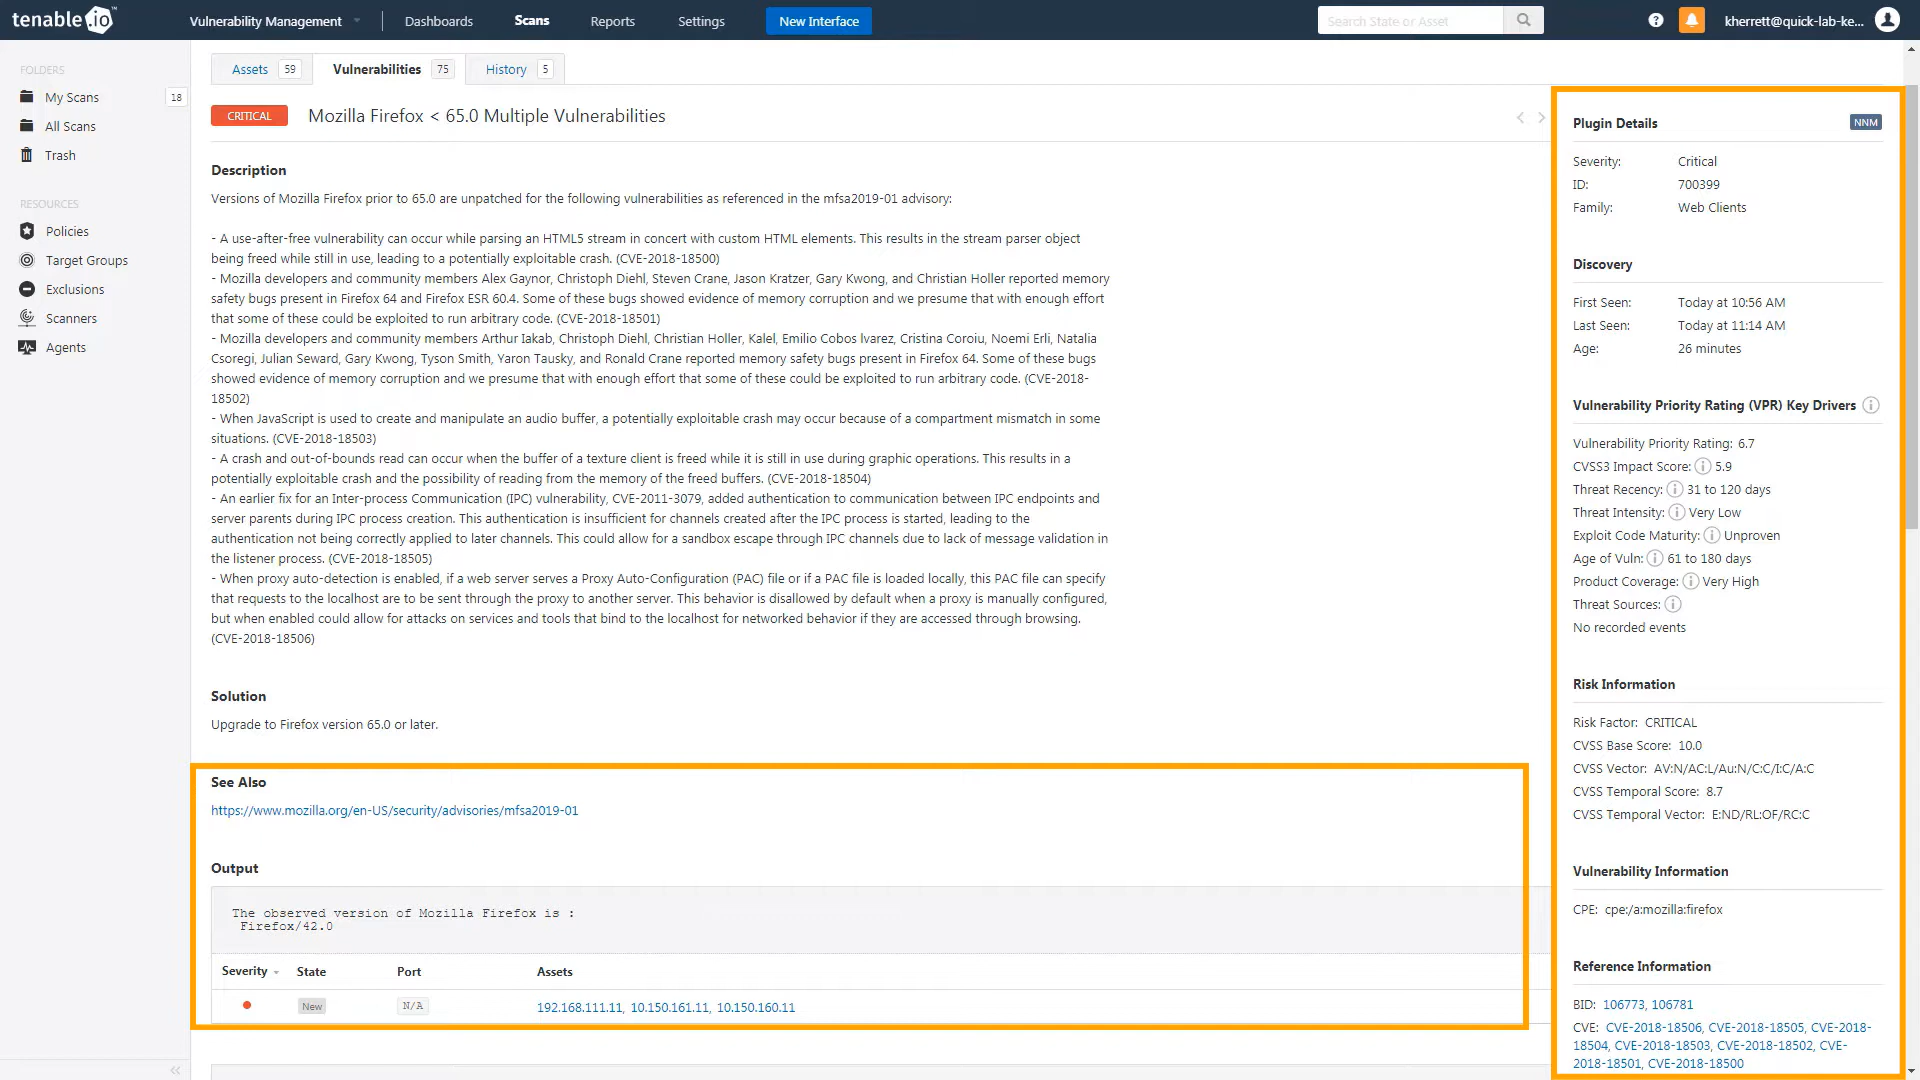 tenable.io™
Vulnerability Management
Dashboards
Scans
Reports
Settings
New Interface
Search State or Asset
kherrett@quick-lab-ke...
FOLDERS
My Scans 18
All Scans
Trash
RESOURCES
Policies
Target Groups
Exclusions
Scanners
Agents
Assets 59
Vulnerabilities 75
History 5
CRITICAL
Mozilla Firefox < 65.0 Multiple Vulnerabilities
Description
Versions of Mozilla Firefox prior to 65.0 are unpatched for the following vulnerabilities as referenced in the mfsa2019-01 advisory:
- A use-after-free vulnerability can occur while parsing an HTML5 stream in concert with custom HTML elements. This results in the stream parser object
being freed while still in use, leading to a potentially exploitable crash. (CVE-2018-18500)
- Mozilla developers and community members Alex Gaynor, Christoph Diehl, Steven Crane, Jason Kratzer, Gary Kwong, and Christian Holler reported memory
safety bugs present in Firefox 64 and Firefox ESR 60.4. Some of these bugs showed evidence of memory corruption and we presume that with enough effort
that some of these could be exploited to run arbitrary code. (CVE-2018-18501)
- Mozilla developers and community members Arthur Iakab, Christoph Diehl, Christian Holler, Kalel, Emilio Cobos lvarez, Cristina Coroiu, Noemi Erli, Natalia
Csoregi, Julian Seward, Gary Kwong, Tyson Smith, Yaron Tausky, and Ronald Crane reported memory safety bugs present in Firefox 64. Some of these bugs
showed evidence of memory corruption and we presume that with enough effort that some of these could be exploited to run arbitrary code. (CVE-2018-
18502)
- When JavaScript is used to create and manipulate an audio buffer, a potentially exploitable crash may occur because of a compartment mismatch in some
situations. (CVE-2018-18503)
- A crash and out-of-bounds read can occur when the buffer of a texture client is freed while it is still in use during graphic operations. This results in a
potentially exploitable crash and the possibility of reading from the memory of the freed buffers. (CVE-2018-18504)
- An earlier fix for an Inter-process Communication (IPC) vulnerability, CVE-2011-3079, added authentication to communication between IPC endpoints and
server parents during IPC process creation. This authentication is insufficient for channels created after the IPC process is started, leading to the
authentication not being correctly applied to later channels. This could allow for a sandbox escape through IPC channels due to lack of message validation in
the listener process. (CVE-2018-18505)
- When proxy auto-detection is enabled, if a web server serves a Proxy Auto-Configuration (PAC) file or if a PAC file is loaded locally, this PAC file can specify
that requests to the localhost are to be sent through the proxy to another server. This behavior is disallowed by default when a proxy is manually configured,
but when enabled could allow for attacks on services and tools that bind to the localhost for networked behavior if they are accessed through browsing.
(CVE-2018-18506)
Solution
Upgrade to Firefox version 65.0 or later.
See Also
https://www.mozilla.org/en-US/security/advisories/mfsa2019-01
Output
The observed version of Mozilla Firefox is :
Firefox/42.0
Severity State Port Assets
New N/A 192.168.111.11, 10.150.161.11, 10.150.160.11
Plugin Details NNM
Severity: Critical
ID: 700399
Family: Web Clients
Discovery
First Seen: Today at 10:56 AM
Last Seen: Today at 11:14 AM
Age: 26 minutes
Vulnerability Priority Rating (VPR) Key Drivers
Vulnerability Priority Rating: 6.7
CVSS3 Impact Score: 5.9
Threat Recency: 31 to 120 days
Threat Intensity: Very Low
Exploit Code Maturity: Unproven
Age of Vuln: 61 to 180 days
Product Coverage: Very High
Threat Sources:
No recorded events
Risk Information
Risk Factor: CRITICAL
CVSS Base Score: 10.0
CVSS Vector: AV:N/AC:L/Au:N/C:C/I:C/A:C
CVSS Temporal Score: 8.7
CVSS Temporal Vector: E:ND/RL:OF/RC:C
Vulnerability Information
CPE: cpe:/a:mozilla:firefox
Reference Information
BID: 106773, 106781
CVE: CVE-2018-18506, CVE-2018-18505, CVE-2018-
18504, CVE-2018-18503, CVE-2018-18502, CVE-
2018-18501, CVE-2018-18500